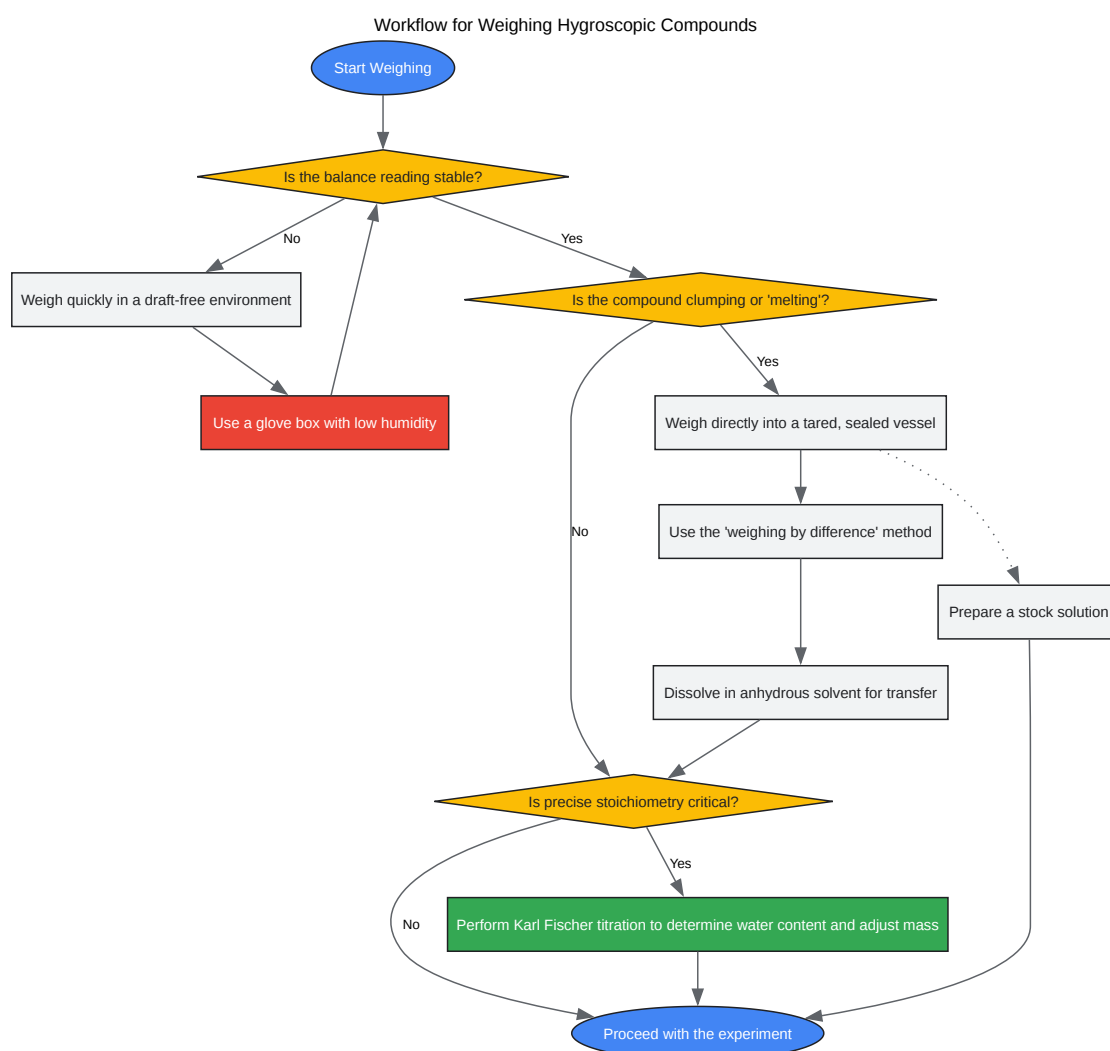 Workflow for Weighing Hygroscopic Compounds
Start Weighing
Is the balance reading stable?
No
Yes
Weigh quickly in a draft-free environment
Is the compound clumping or 'melting'?
Yes
Use a glove box with low humidity
Weigh directly into a tared, sealed vessel
No
Use the 'weighing by difference' method
Prepare a stock solution
Dissolve in anhydrous solvent for transfer
Is precise stoichiometry critical?
Yes
No
Perform Karl Fischer titration to determine water content and adjust mass
Proceed with the experiment